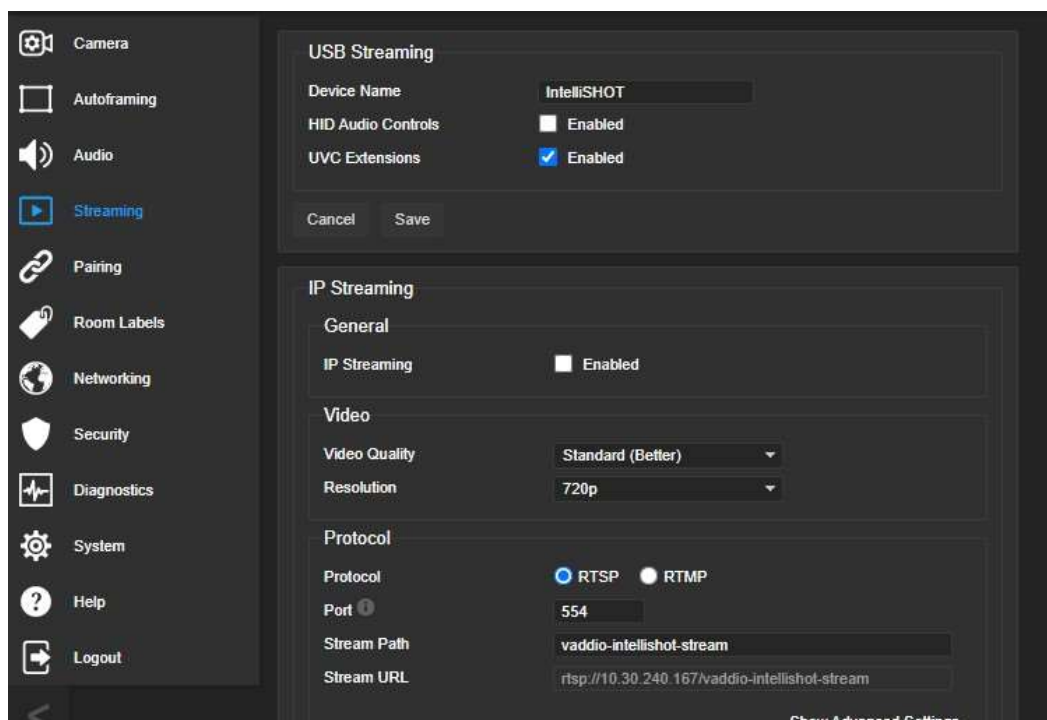 Camera
Autoframing
Audio
Streaming
Pairing
Room Labels
Networking
Security
Diagnostics
System
Help
Logout
USB Streaming
Device Name IntelliSHOT
HID Audio Controls Enabled
UVC Extensions Enabled
Cancel Save
IP Streaming
General
IP Streaming Enabled
Video
Video Quality Standard (Better)
Resolution 720p
Protocol
Protocol RTSP RTMP
Port 554
Stream Path vaddio-intellishot-stream
Stream URL rtsp://10.30.240.167/vaddio-intellishot-stream
Show Advanced Settings